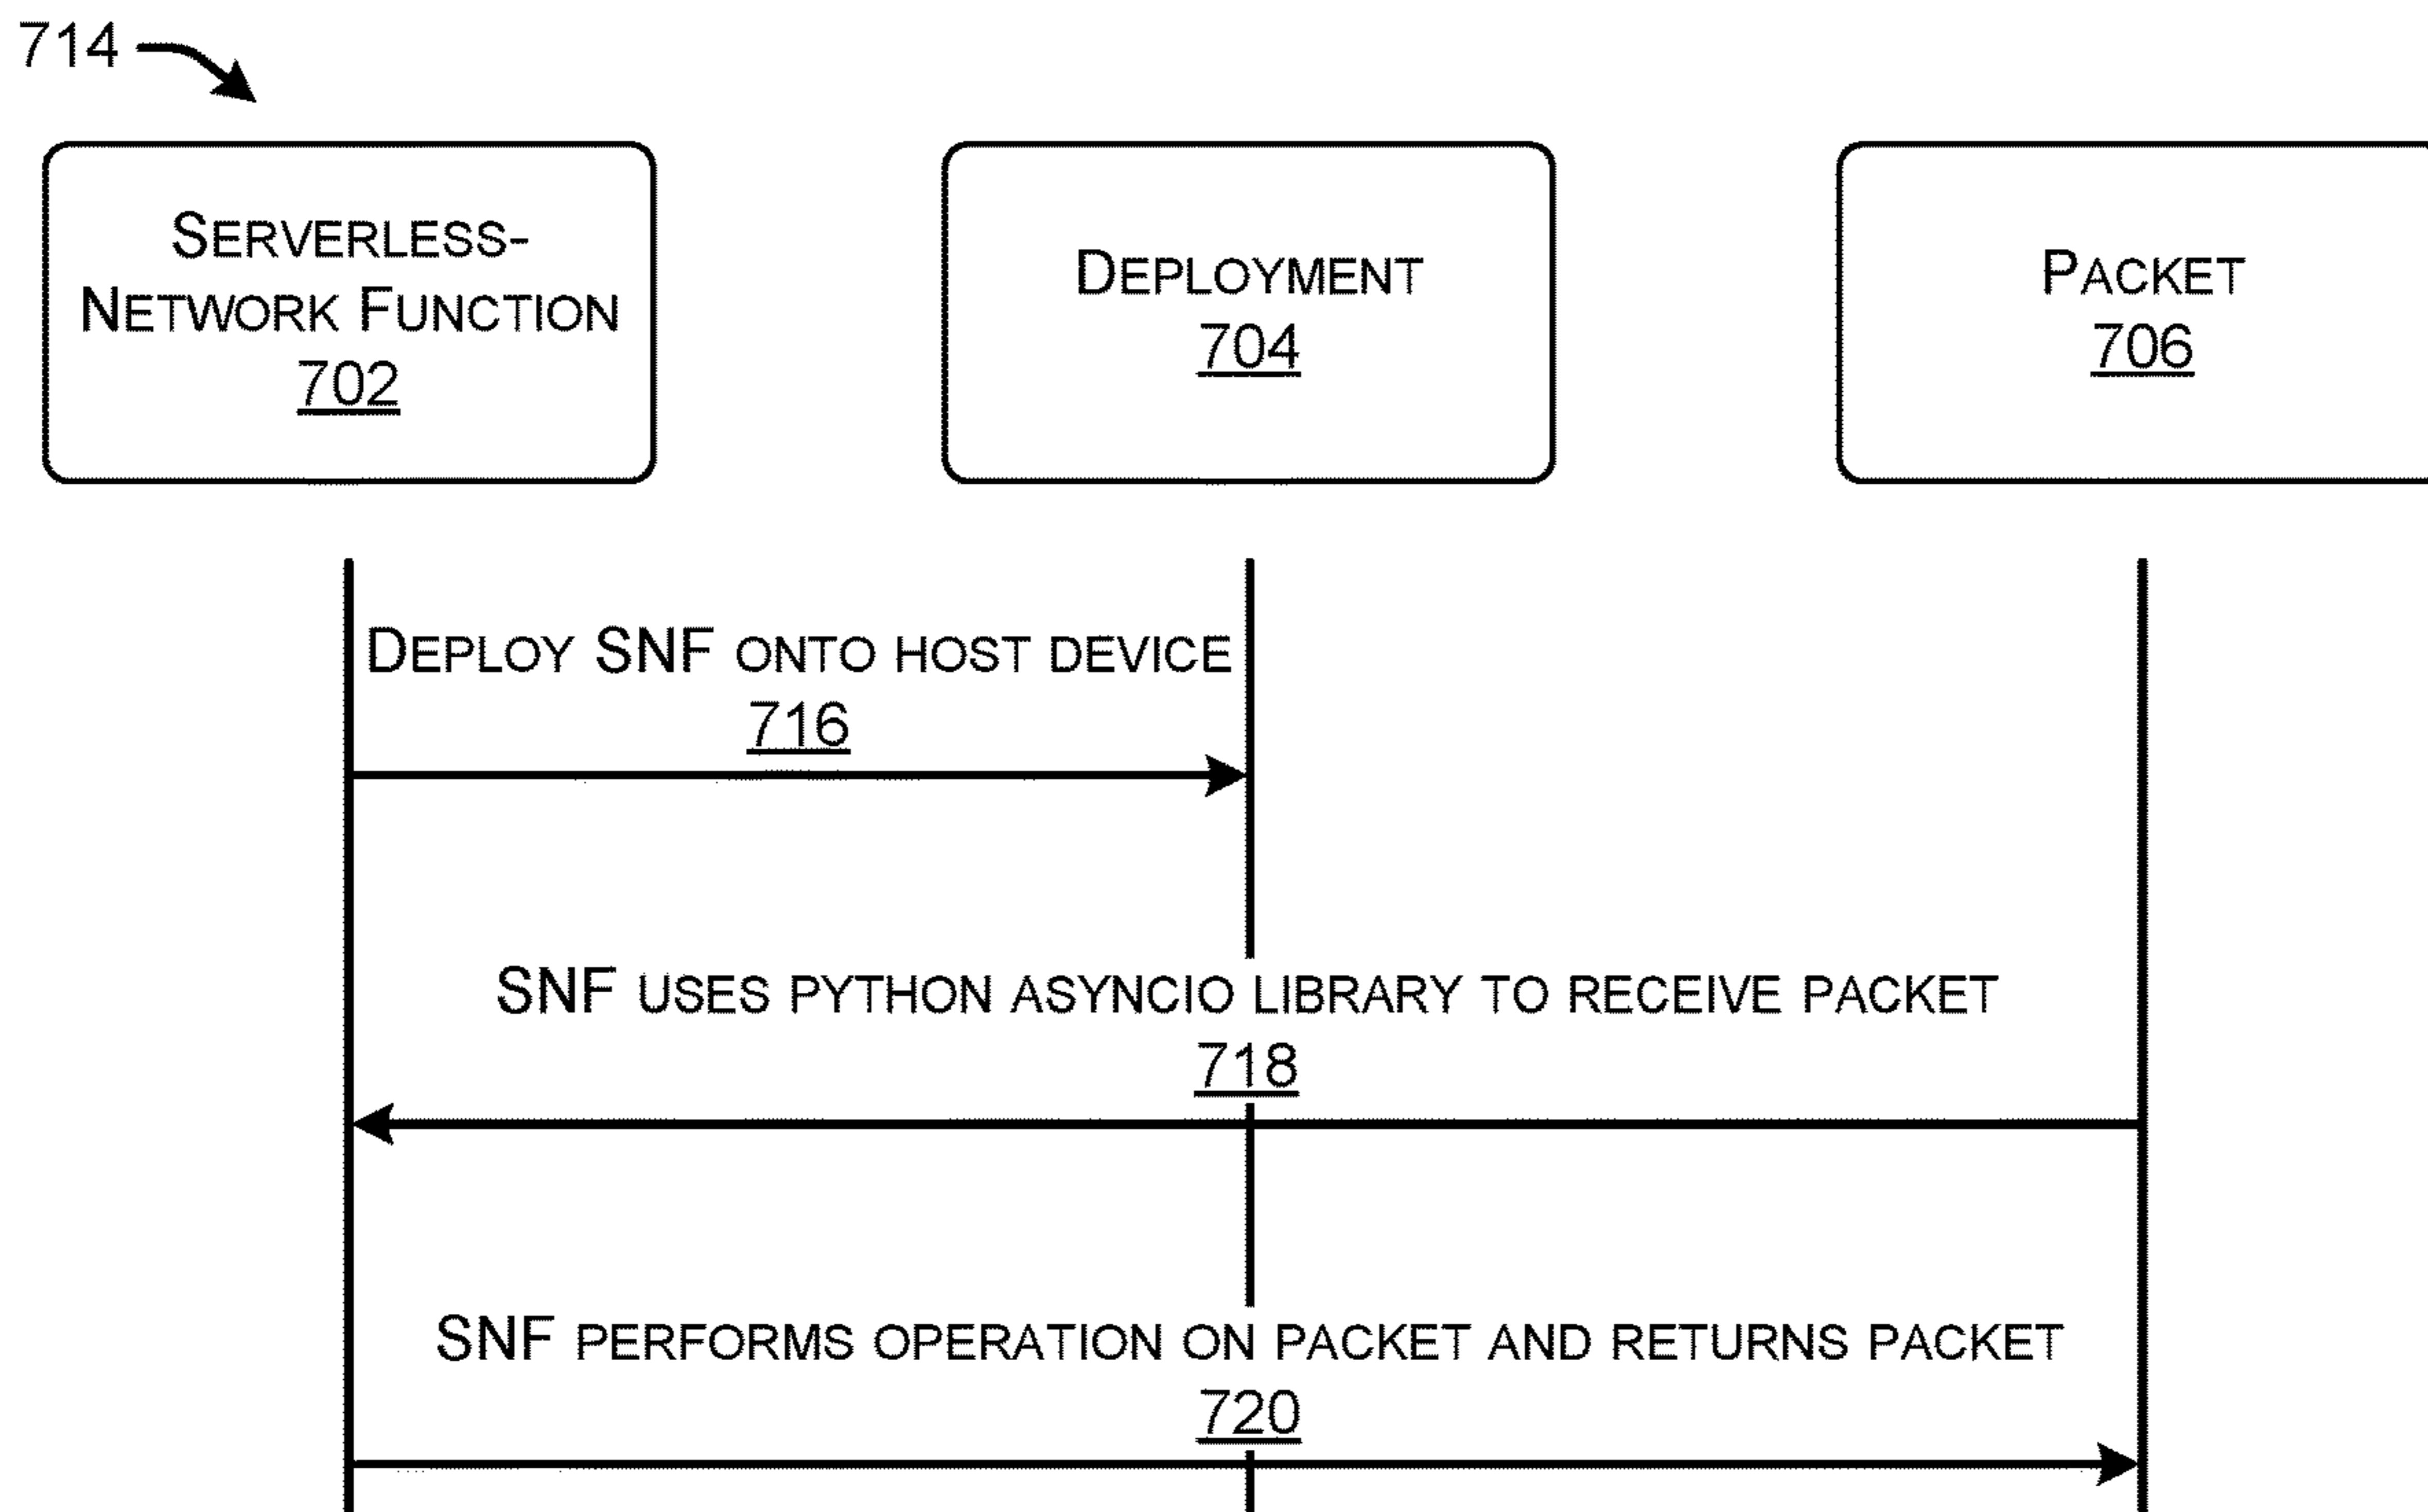 714
SERVERLESS-
NETWORK FUNCTION
702
DEPLOYMENT
704
PACKET
706
DEPLOY SNF ONTO HOST DEVICE
716
SNF USES PYTHON ASYNCIO LIBRARY TO RECEIVE PACKET
718
SNF PERFORMS OPERATION ON PACKET AND RETURNS PACKET
720